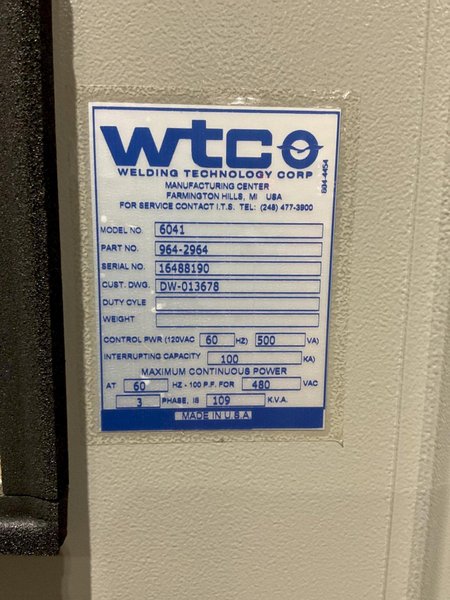 wtco
WELDING TECHNOLOGY CORP
MANUFACTURING CENTER
FARMINGTON HILLS, MI USA
FOR SERVICE CONTACT I.T.S. TEL: (248) 477-3900
604-4454
MODEL NO. 6041
PART NO. 964-2964
SERIAL NO. 16488190
CUST. DWG. DW-013678
DUTY CYLE
WEIGHT
CONTROL PWR (120VAC 60 HZ) 500 VA)
INTERRUPTING CAPACITY 100 KA)
MAXIMUM CONTINUOUS POWER
AT 60 HZ - 100 P.F. FOR 480 VAC
3 PHASE, IS 109 K.V.A.
MADE IN U.S.A